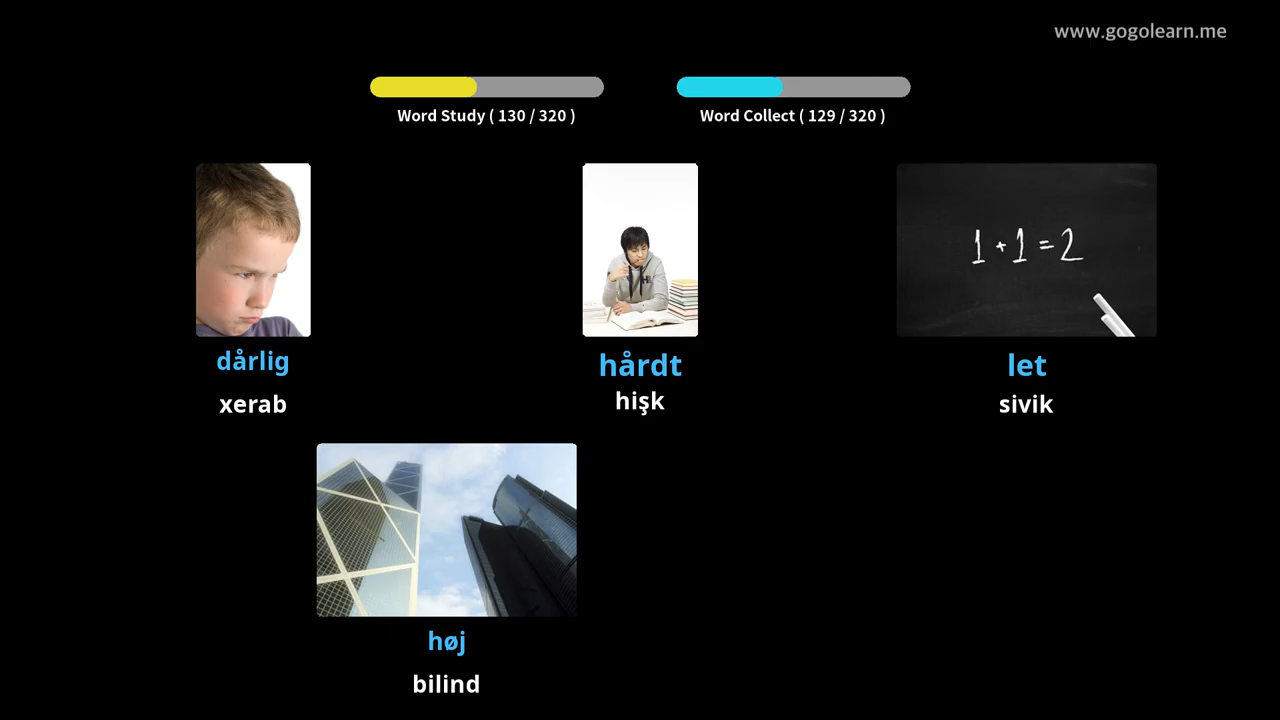 www.gogolearn.me
Word Study ( 130 / 320 )
Word Collect ( 129 / 320 )
1 + 1 = 2
dårlig
hårdt
let
xerab
hişk
sivik
høj
bilind